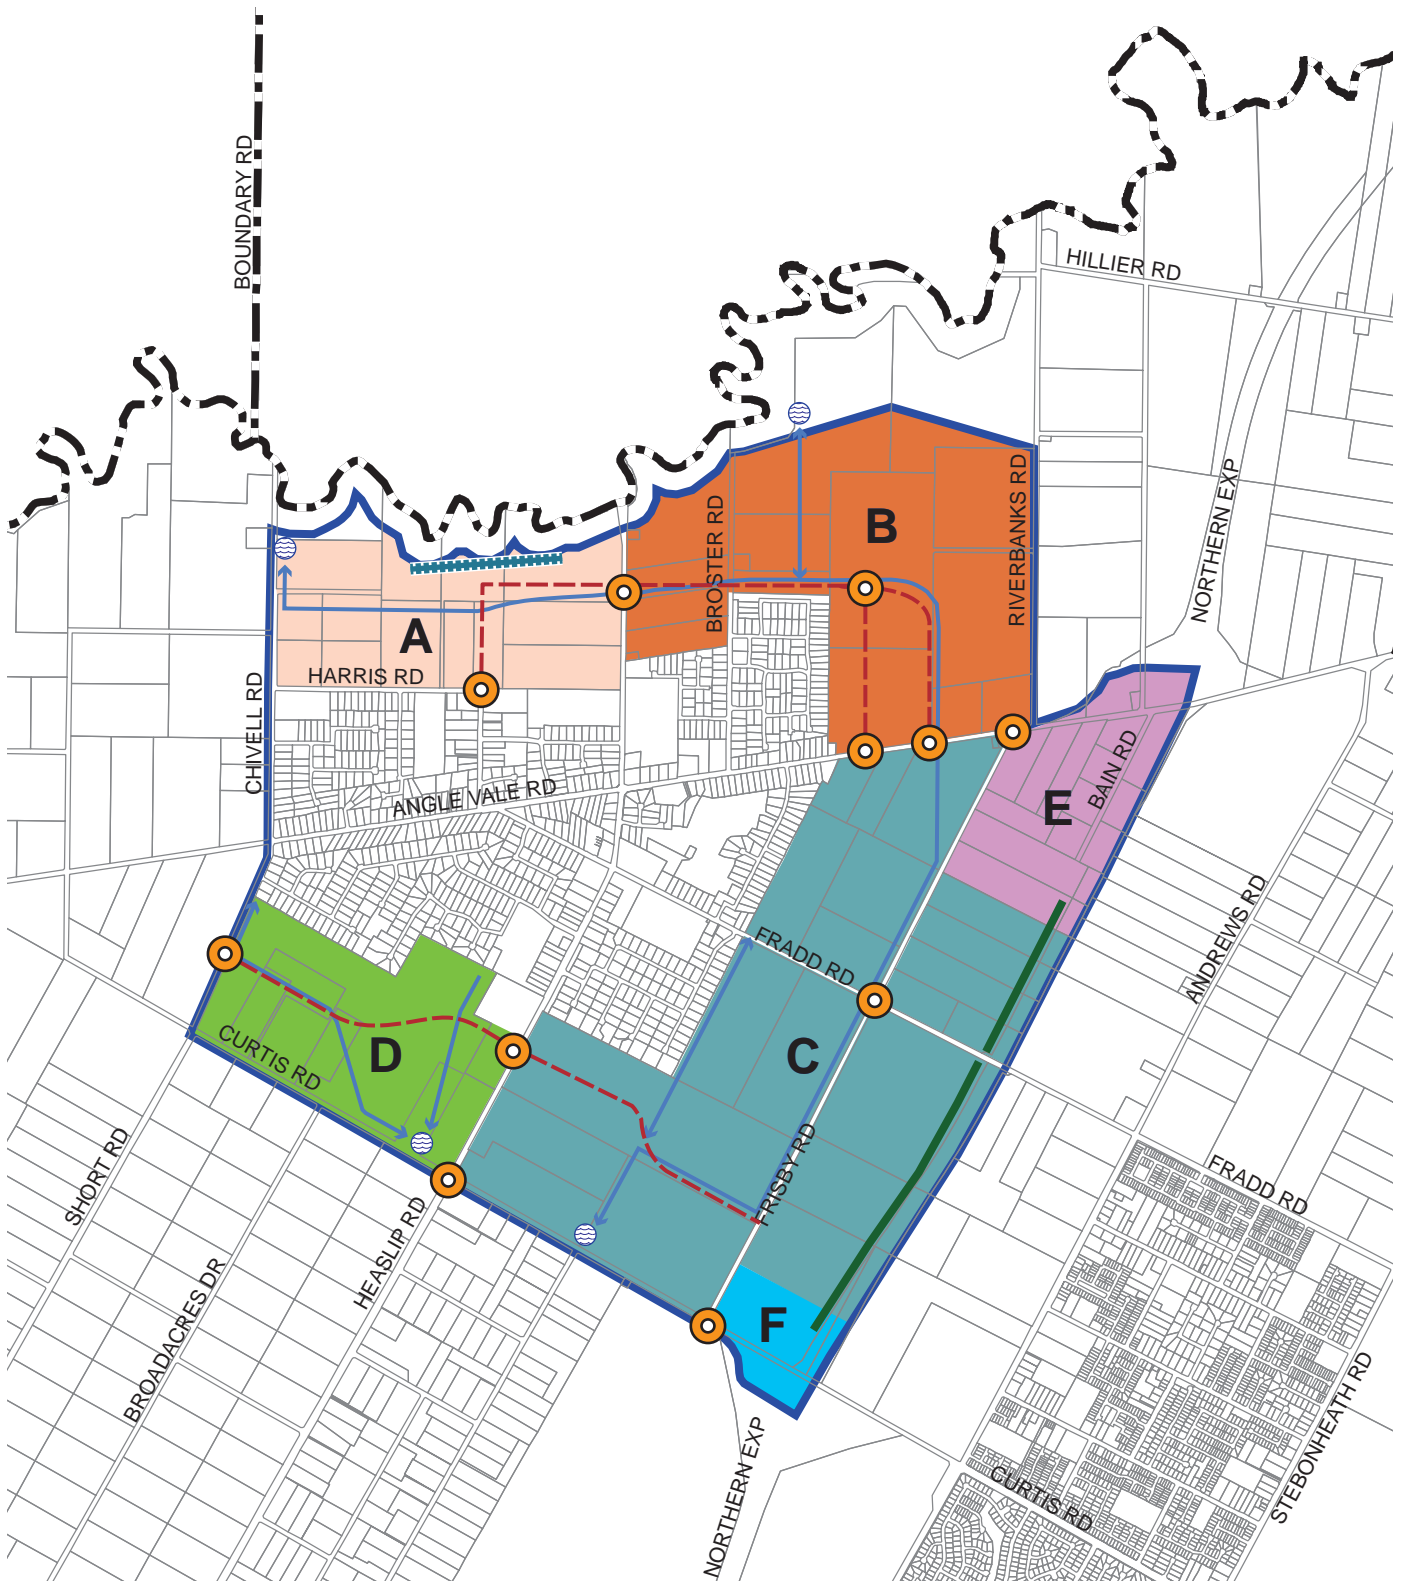 BOUNDARY RD
HILLIER RD
NORTHERN EXP
BROSTER RD
B
RIVERBANKS RD
A
HARRIS RD
CHIVELL RD
ANGLE VALE RD
BAIN RD
E
FRADD RD
ANDREWS RD
CURTIS RD
D
C
FRISBY RD
SHORT RD
FRADD RD
HEASLIP RD
BROADACRES DR
F
STEBONHEATH RD
NORTHERN EXP
CURTIS RD